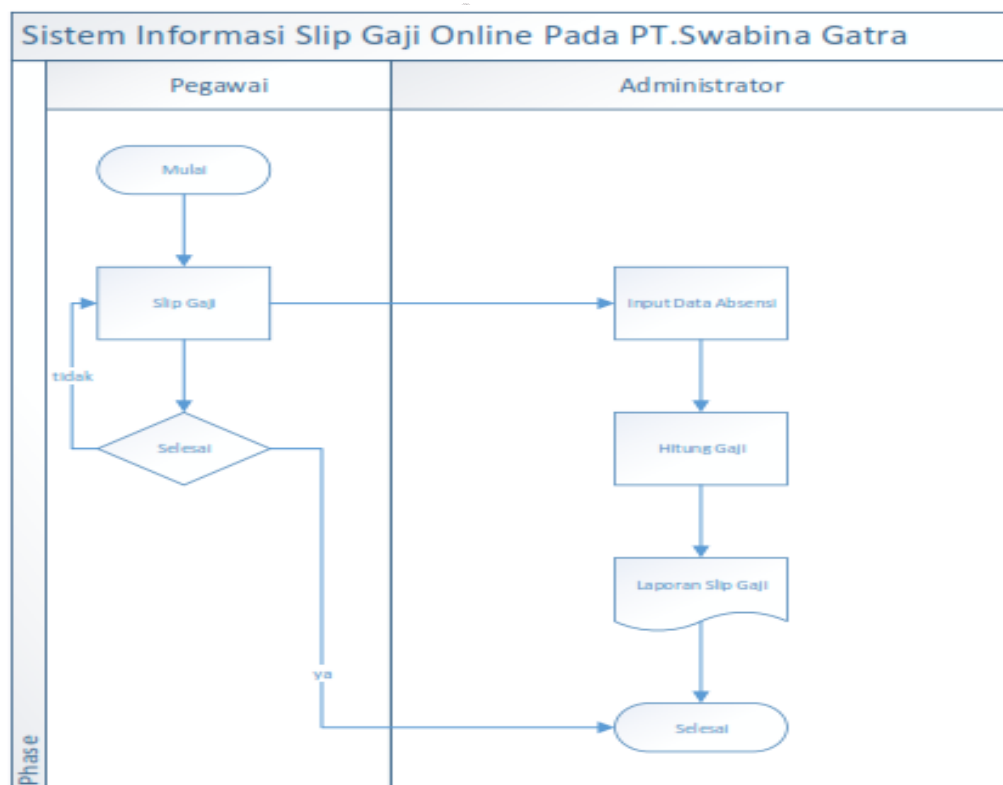 Sistem Informasi Slip Gaji Online Pada PT.Swabina Gatra
Pegawai
Administrator
Mulai
Slip Gaji
Input Data Absensi
tidak
Selesai
Hitung Gaji
Laporan Slip Gaji
ya
Selesai
Phase